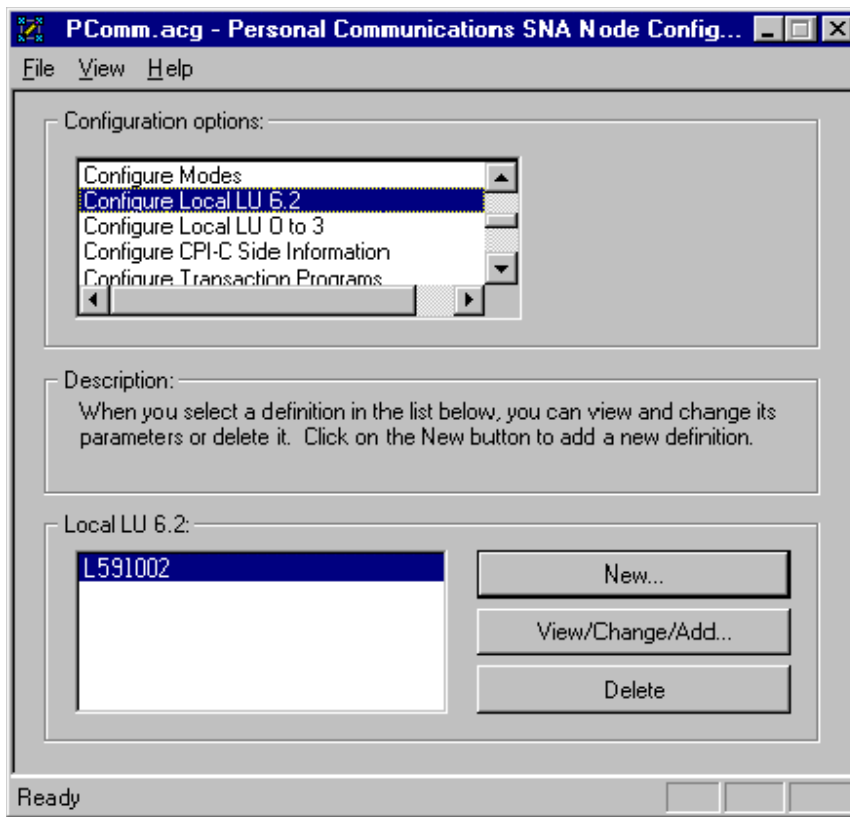 PComm.acg - Personal Communications SNA Node Config...
File View Help
Configuration options:
Configure Modes
Configure Local LU 6.2
Configure Local LU 0 to 3
Configure CPI-C Side Information
Configure Transaction Programs
Description:
When you select a definition in the list below, you can view and change its
parameters or delete it. Click on the New button to add a new definition.
Local LU 6.2:
L591002
New...
View/Change/Add...
Delete
Ready